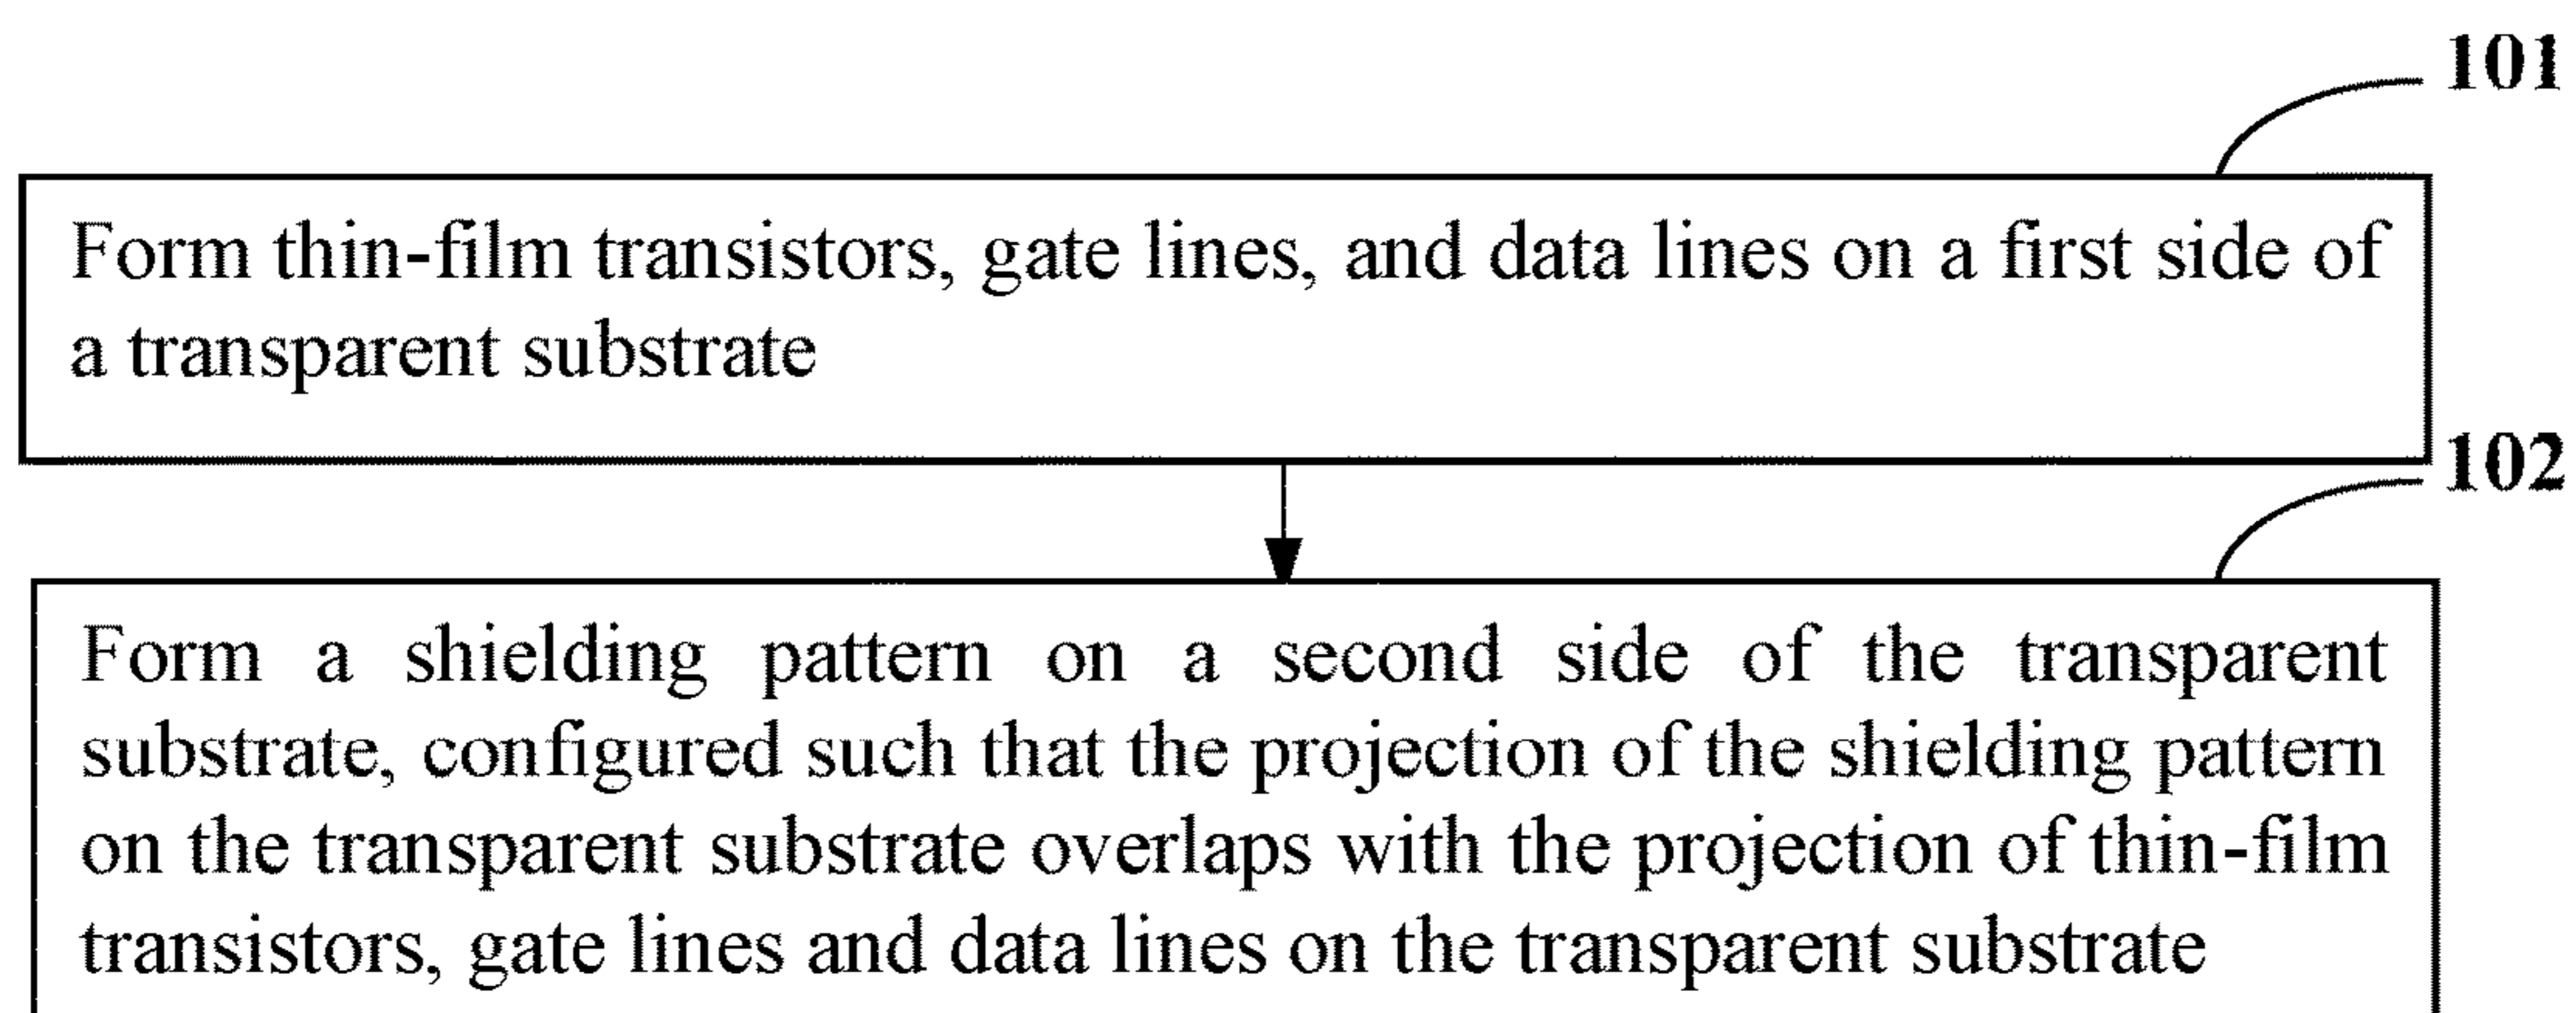 101
Form thin-film transistors, gate lines, and data lines on a first side of
a transparent substrate
102
Form a shielding pattern on a second side of the transparent
substrate, configured such that the projection of the shielding pattern
on the transparent substrate overlaps with the projection of thin-film
transistors, gate lines and data lines on the transparent substrate